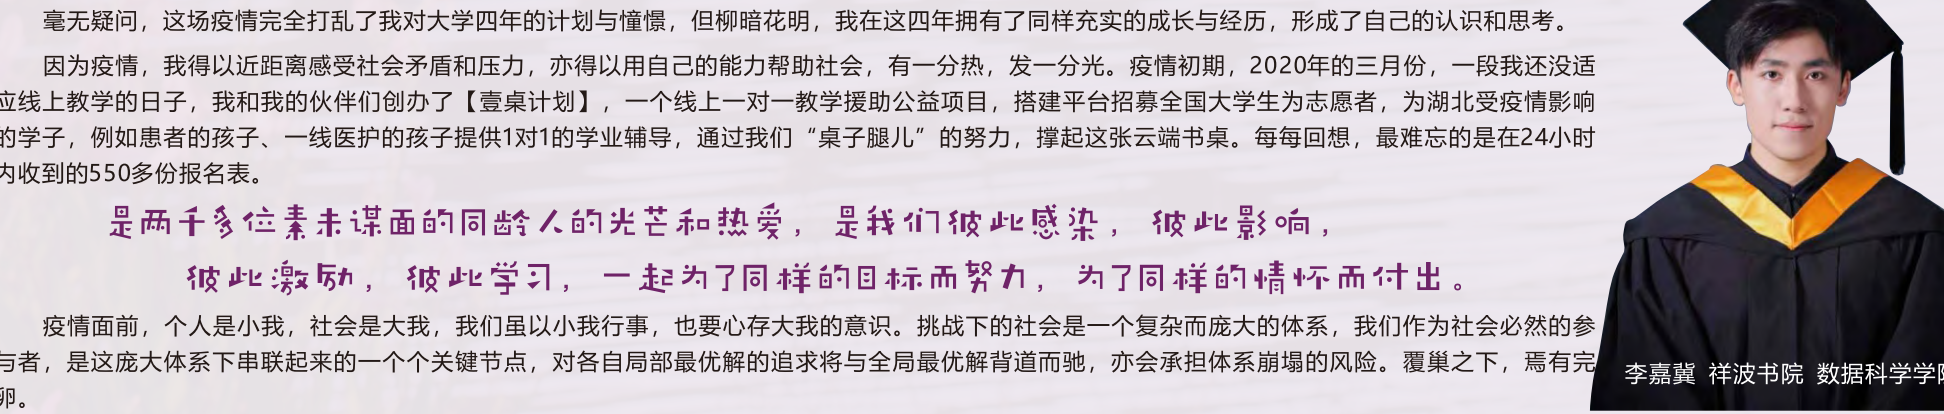 毫无疑问，这场疫情完全打乱了我对大学四年的计划与憧憬，但柳暗花明，我在这四年拥有了同样充实的成长与经历，形成了自己的认识和思考。
因为疫情，我得以近距离感受社会矛盾和压力，亦得以用自己的能力帮助社会，有一分热，发一分光。疫情初期，2020年的三月份，一段我还没适
应线上教学的日子，我和我的伙伴们创办了【壹桌计划】，一个线上一对一教学援助公益项目，搭建平台招募全国大学生为志愿者，为湖北受疫情影响
的学子，例如患者的孩子、一线医护的孩子提供1对1的学业辅导，通过我们“桌子腿儿”的努力，撑起这张云端书桌。每每回想，最难忘的是在24小时
内收到的550多份报名表。
是两千多位素未谋面的同龄人的光芒和热爱，是我们彼此感染，彼此影响，
彼此激励，彼此学习，一起为了同样的目标而努力，为了同样的情怀而付出。
疫情面前，个人是小我，社会是大我，我们虽以小我行事，也要心存大我的意识。挑战下的社会是一个复杂而庞大的体系，我们作为社会必然的参
与者，是这庞大体系下串联起来的一个个关键节点，对各自局部最优解的追求将与全局最优解背道而驰，亦会承担体系崩塌的风险。覆巢之下，焉有完
卵。
李嘉冀 祥波书院 数据科学学院